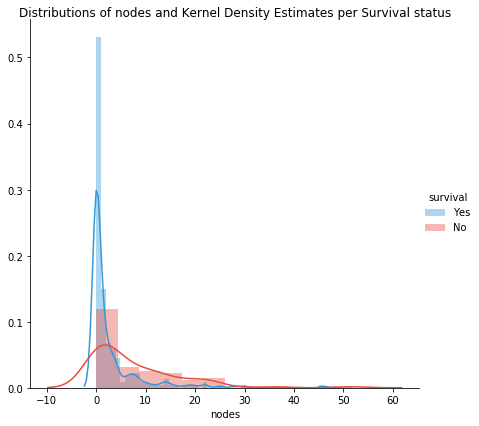 Distributions of nodes and Kernel Density Estimates per Survival status
0.5
0.4
0.3
0.2
0.1
0.0
−10
0
10
20
30
40
50
60
nodes
survival
Yes
No